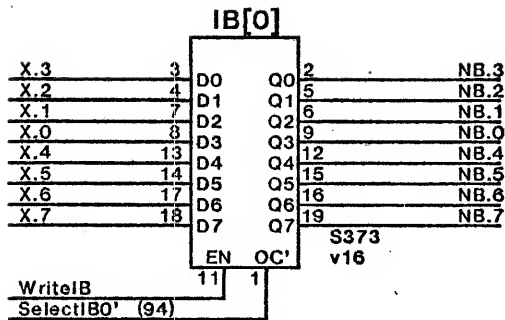 IB[0]
X.3 3 D0 Q0 2 NB.3
X.2 4 D1 Q1 5 NB.2
X.1 7 D2 Q2 6 NB.1
X.0 8 D3 Q3 9 NB.0
X.4 13 D4 Q4 12 NB.4
X.5 14 D5 Q5 15 NB.5
X.6 17 D6 Q6 16 NB.6
X.7 18 D7 Q7 19 NB.7
S373
EN OC' v16
11 1
WriteIB
SelectIB0' (94)